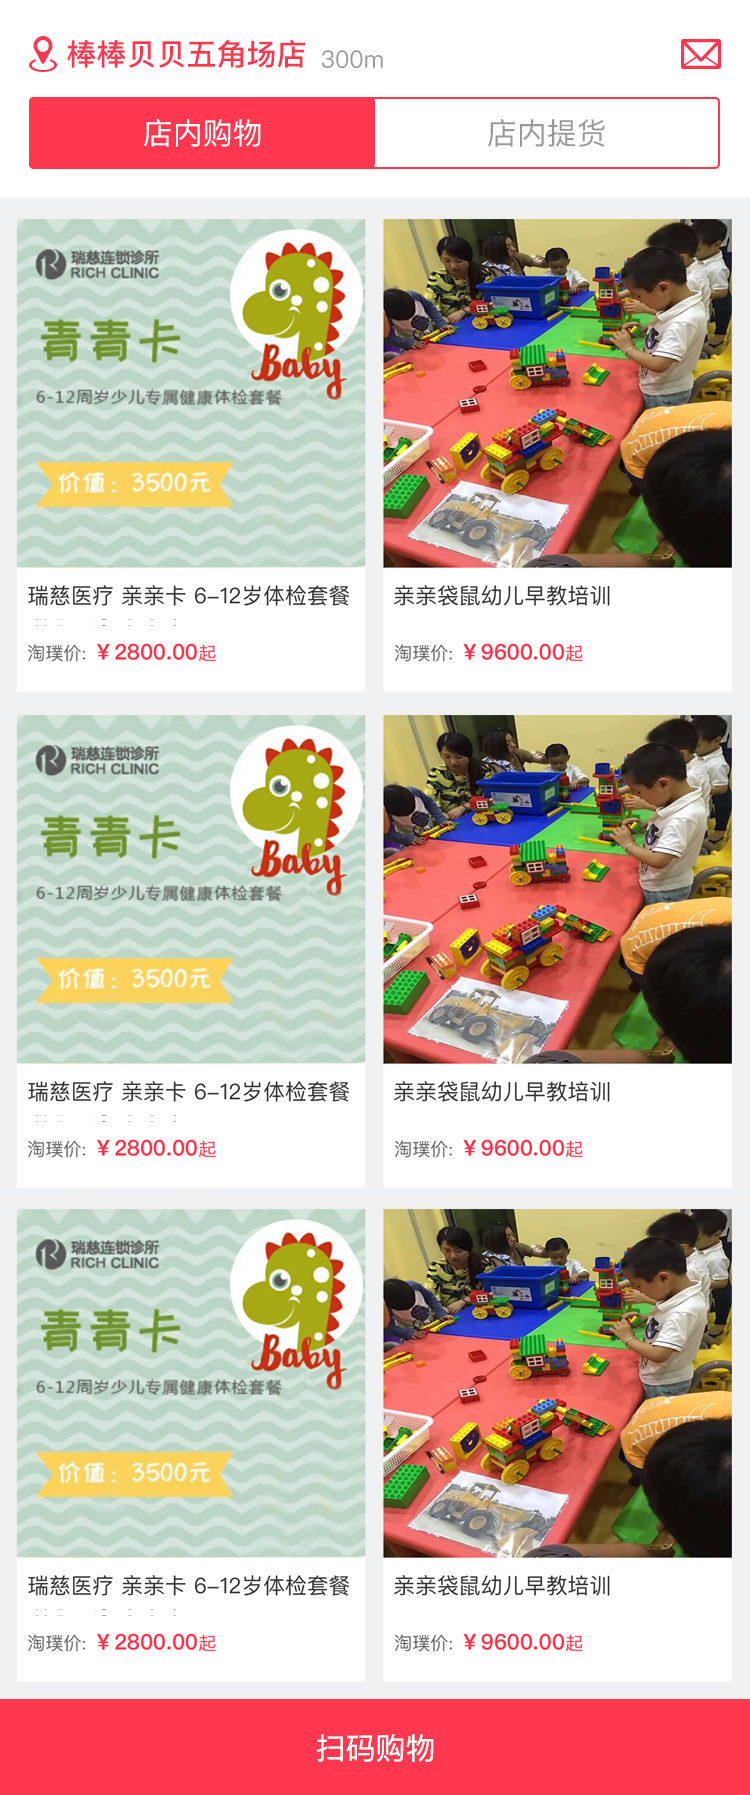 棒棒贝贝五角场店 300m
店内购物 店内提货
瑞慈连锁诊所
RICH CLINIC
青青卡
Baby
6-12周岁少儿专属健康体检套餐
价值：3500元
瑞慈医疗 亲亲卡 6-12岁体检套餐
淘璞价: ¥2800.00起
亲亲袋鼠幼儿早教培训
淘璞价: ¥9600.00起
瑞慈连锁诊所
RICH CLINIC
青青卡
Baby
6-12周岁少儿专属健康体检套餐
价值：3500元
瑞慈医疗 亲亲卡 6-12岁体检套餐
淘璞价: ¥2800.00起
亲亲袋鼠幼儿早教培训
淘璞价: ¥9600.00起
瑞慈连锁诊所
RICH CLINIC
青青卡
Baby
6-12周岁少儿专属健康体检套餐
价值：3500元
瑞慈医疗 亲亲卡 6-12岁体检套餐
淘璞价: ¥2800.00起
亲亲袋鼠幼儿早教培训
淘璞价: ¥9600.00起
扫码购物